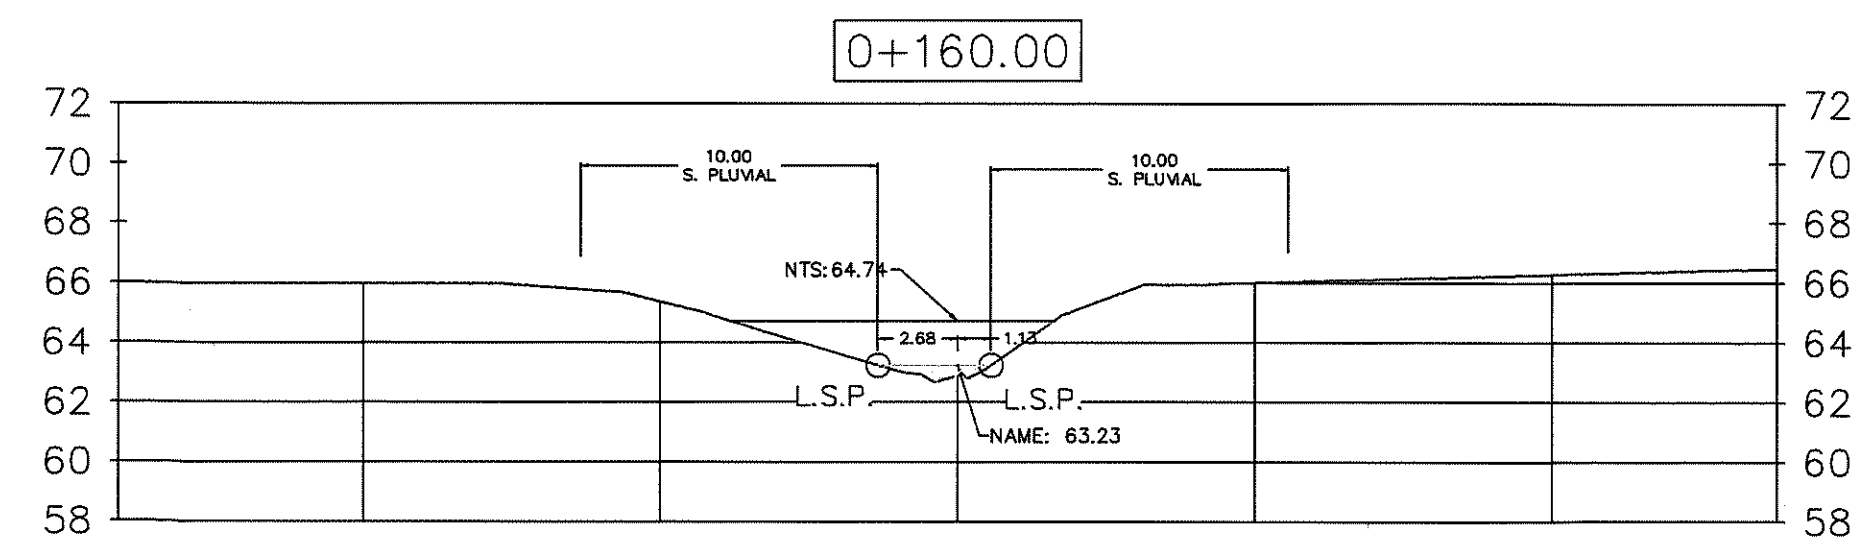 0+160.00
72 72
10.00 10.00
70 70
S. PLUVIAL S. PLUVIAL
68 68
NTS: 64.74
66 66
2.68 1.13
64 64
L.S.P. L.S.P.
62 62
NAME: 63.23
60 60
58 58